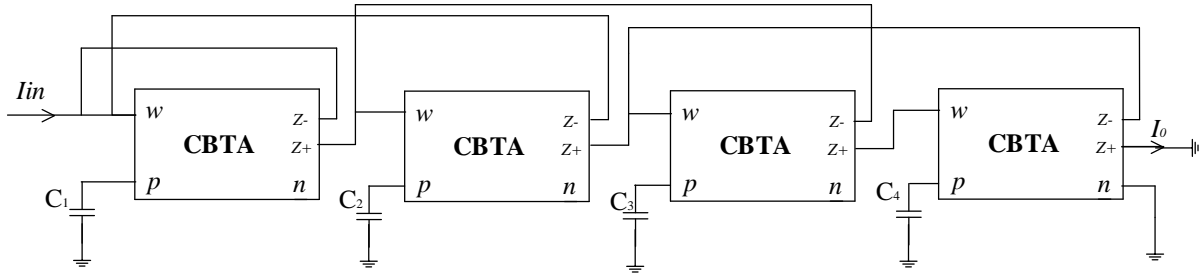 Iin
w
CBTA
Z-
Z+
p
n
C1
w
CBTA
Z-
Z+
p
n
C2
w
CBTA
Z-
Z+
p
n
C3
w
CBTA
Z-
Z+
p
n
C4
I0